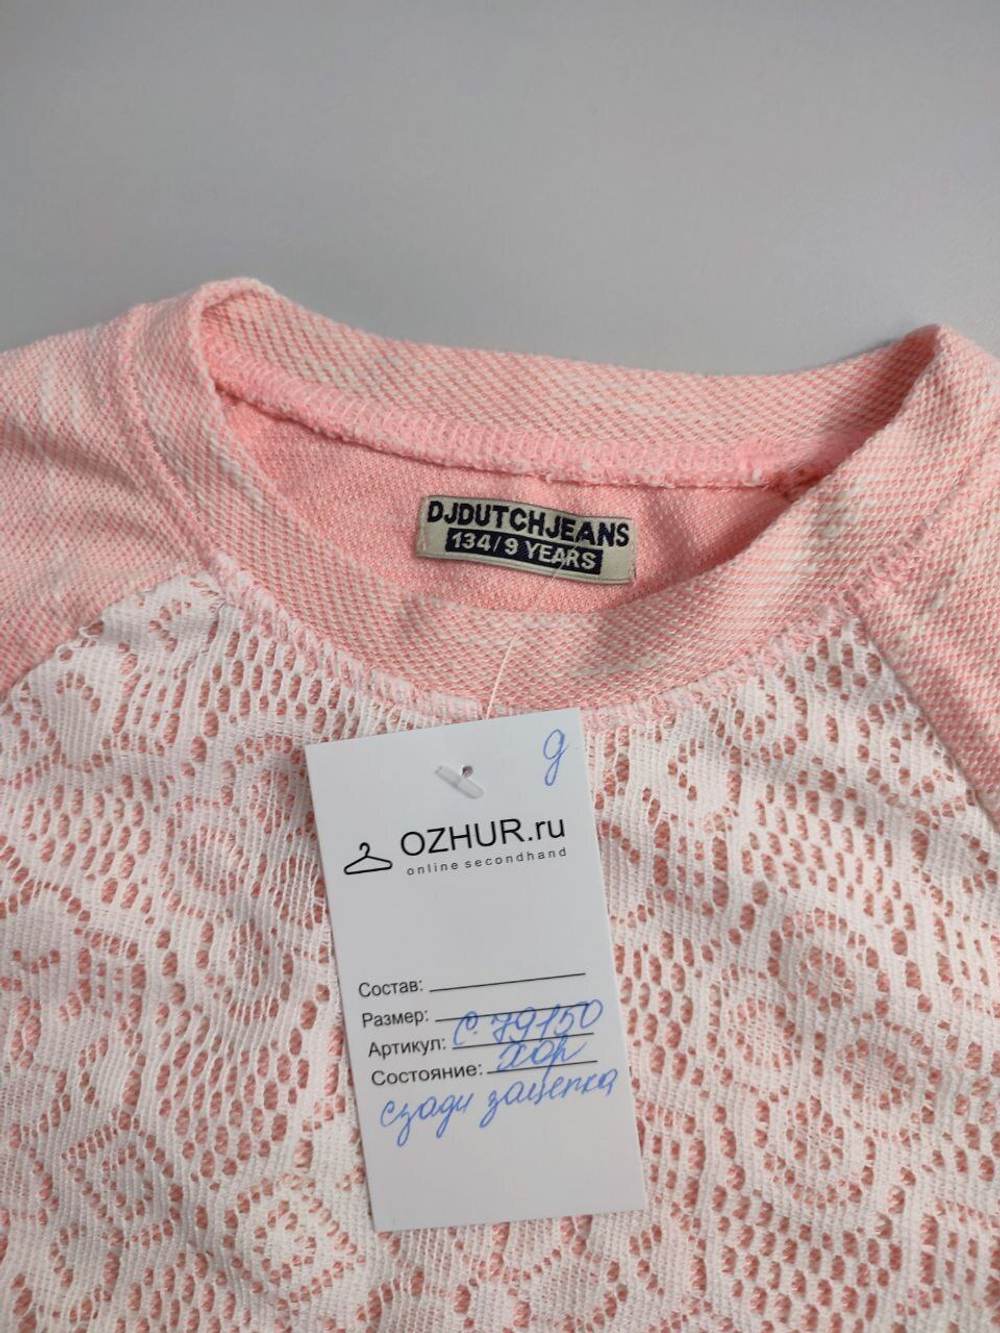 DJDUTCHJEANS
134/9 YEARS
g
OZHUR.ru
online secondhand
Состав:
Размер:
Артикул: С. 79150
Состояние: хор
сзади зацепка